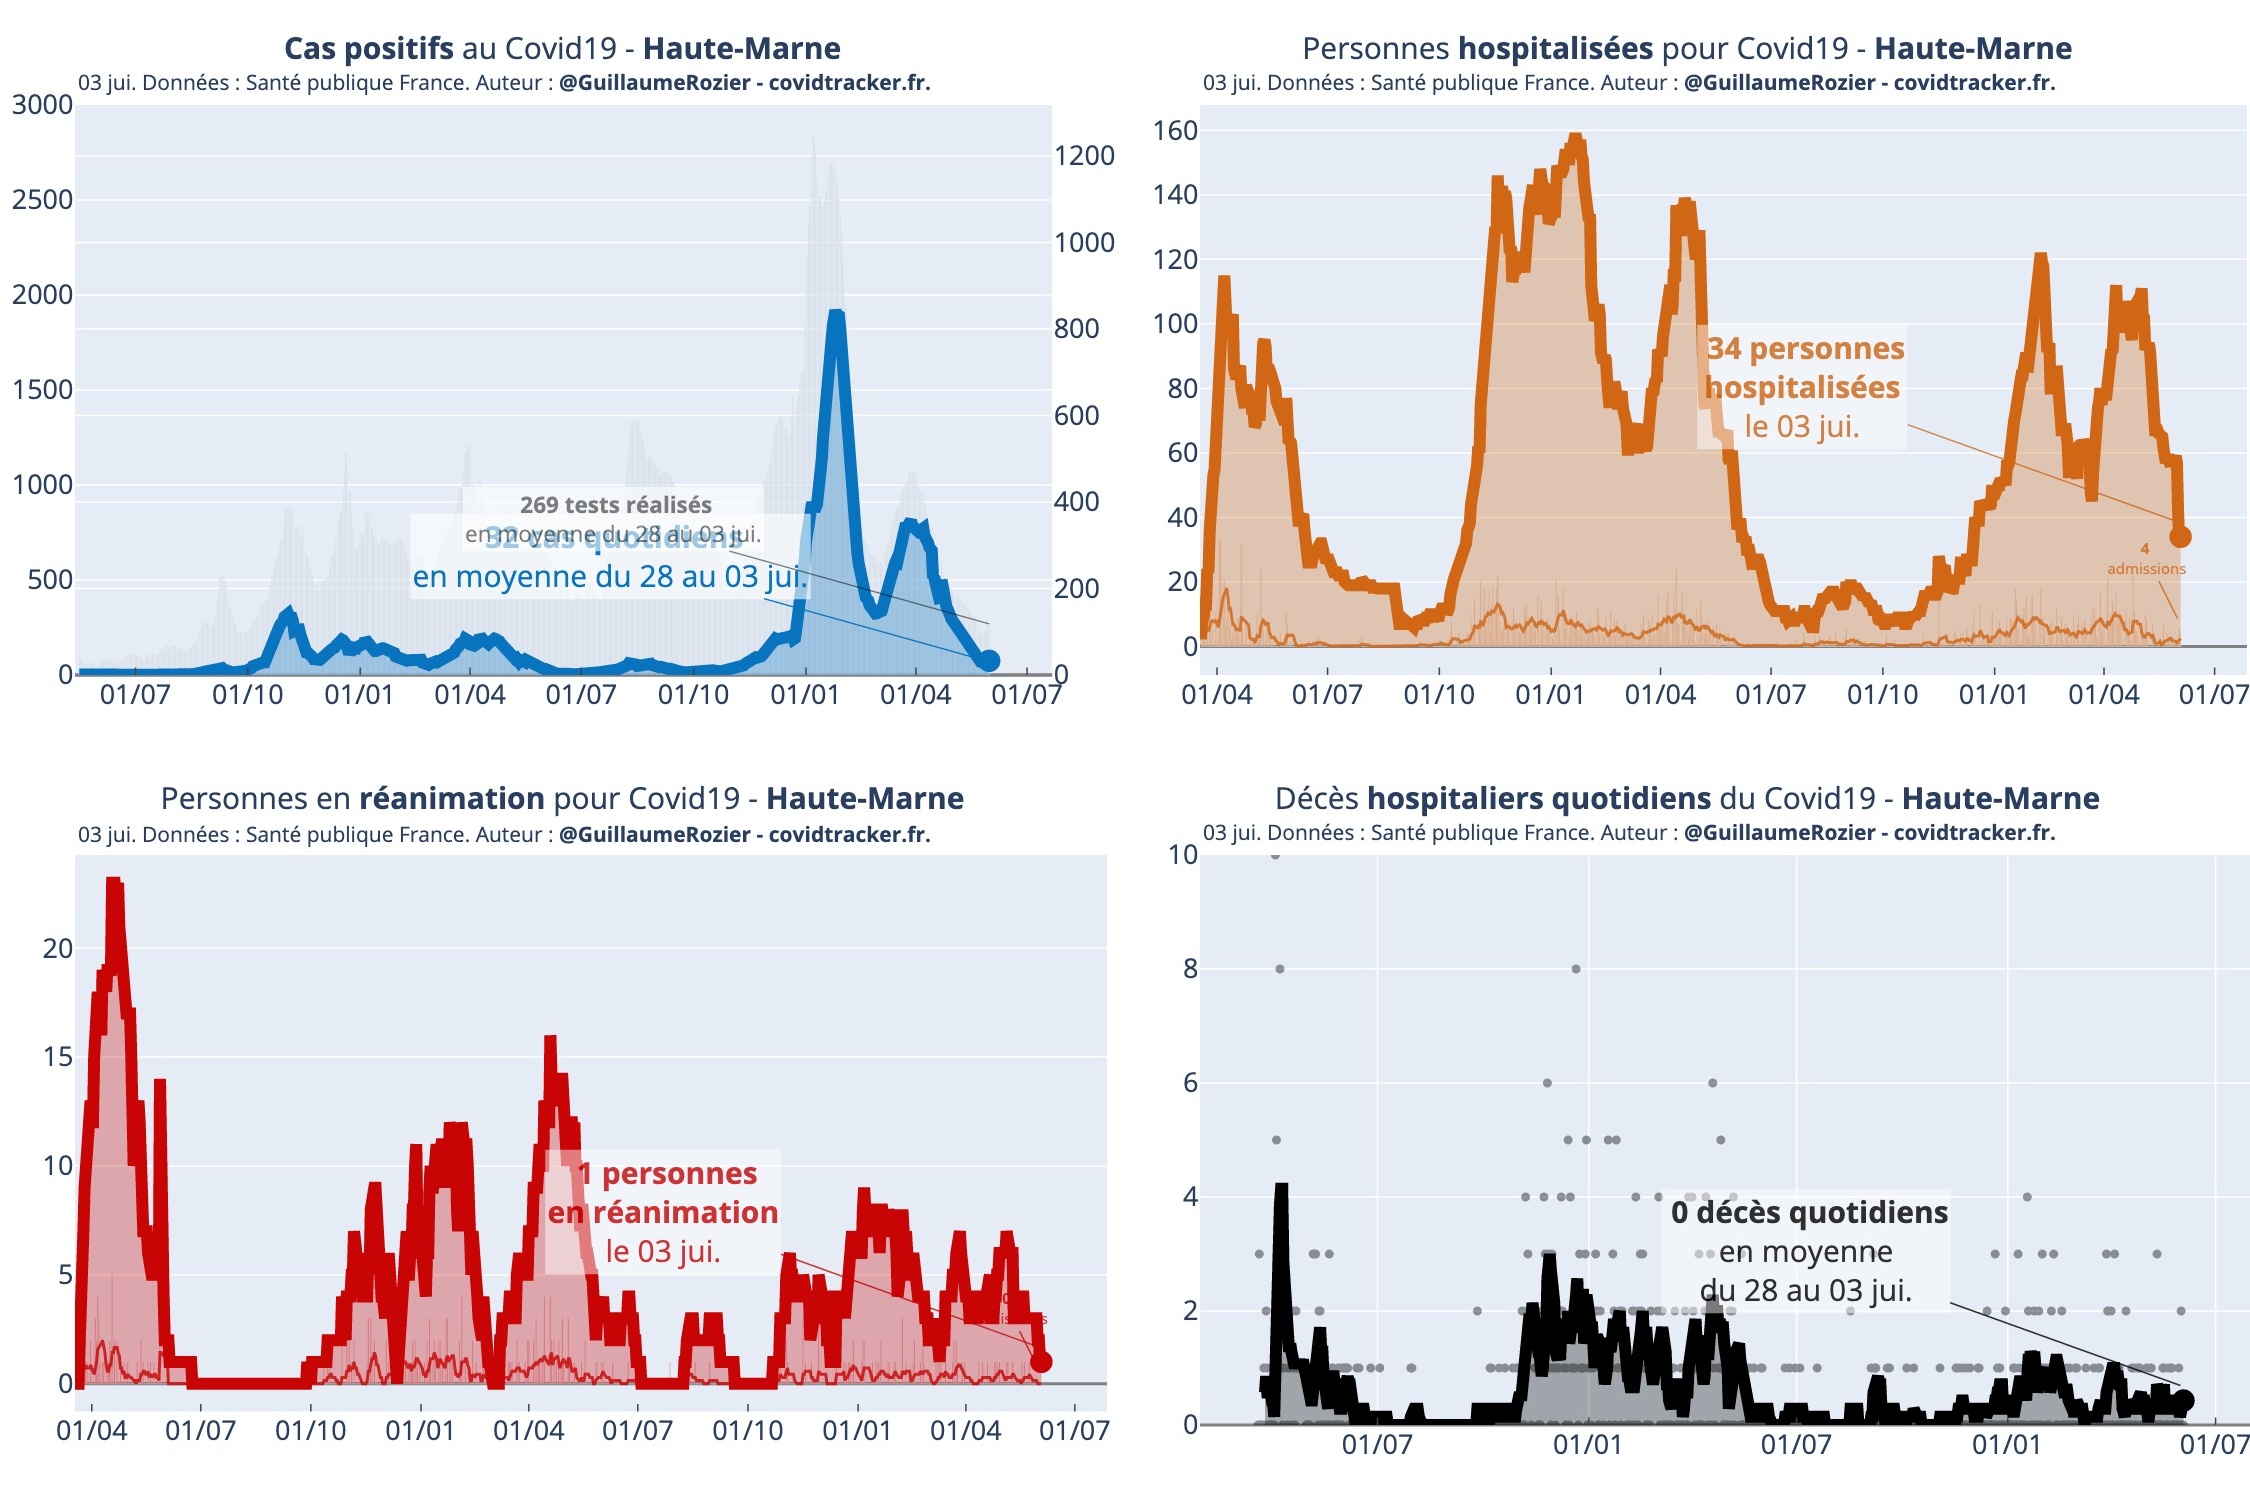 Cas positifs au Covid19 - Haute-Marne
03 jui. Données : Santé publique France. Auteur : @GuillaumeRozier - covidtracker.fr.
3000
2500
2000
1500
1000
500
0
1200
1000
800
600
400
200
0
269 tests réalisés
en moyenne du 28 au 03 jui.
32 cas quotidiens
en moyenne du 28 au 03 jui.
01/07 01/10 01/01 01/04 01/07 01/10 01/01 01/04 01/07
Personnes hospitalisées pour Covid19 - Haute-Marne
03 jui. Données : Santé publique France. Auteur : @GuillaumeRozier - covidtracker.fr.
160
140
120
100
80
60
40
20
0
34 personnes
hospitalisées
le 03 jui.
4
admissions
01/04 01/07 01/10 01/01 01/04 01/07 01/10 01/01 01/04 01/07
Personnes en réanimation pour Covid19 - Haute-Marne
03 jui. Données : Santé publique France. Auteur : @GuillaumeRozier - covidtracker.fr.
20
15
10
5
0
1 personnes
en réanimation
le 03 jui.
01/04 01/07 01/10 01/01 01/04 01/07 01/10 01/01 01/04 01/07
Décès hospitaliers quotidiens du Covid19 - Haute-Marne
03 jui. Données : Santé publique France. Auteur : @GuillaumeRozier - covidtracker.fr.
10
8
6
4
2
0
0 décès quotidiens
en moyenne
du 28 au 03 jui.
01/07 01/01 01/07 01/01 01/07